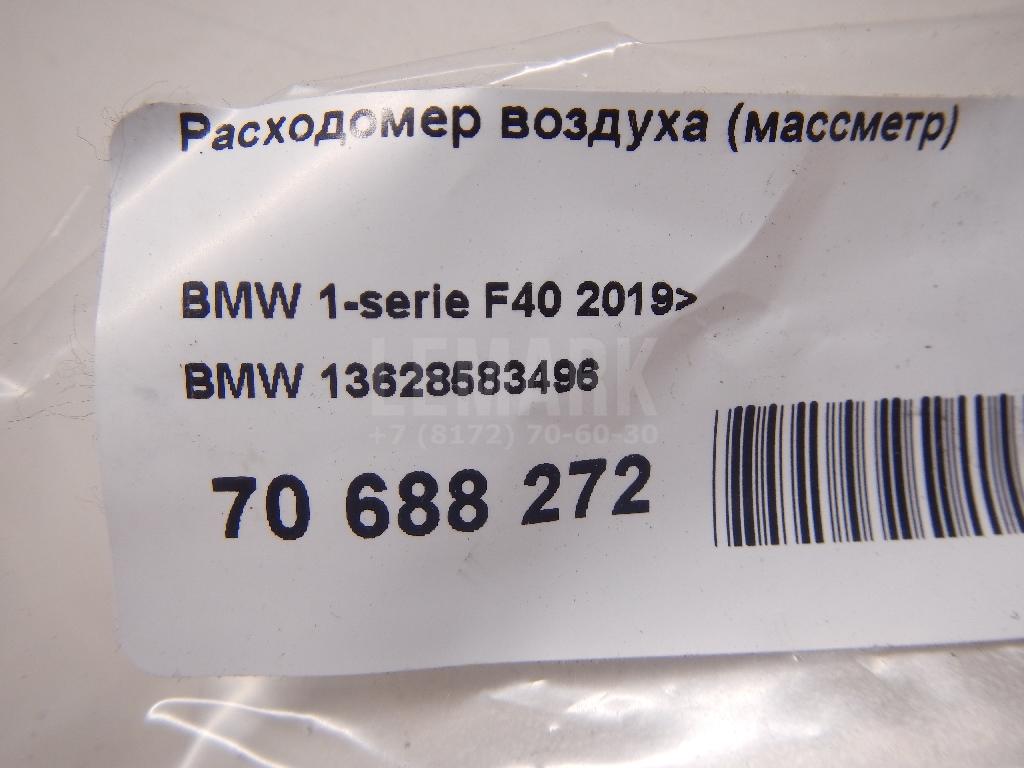 Расходомер воздуха (массметр)
BMW 1-serie F40 2019>
BMW 13628583496
LEMARK
+7 (8172) 70-60-30
70 688 272